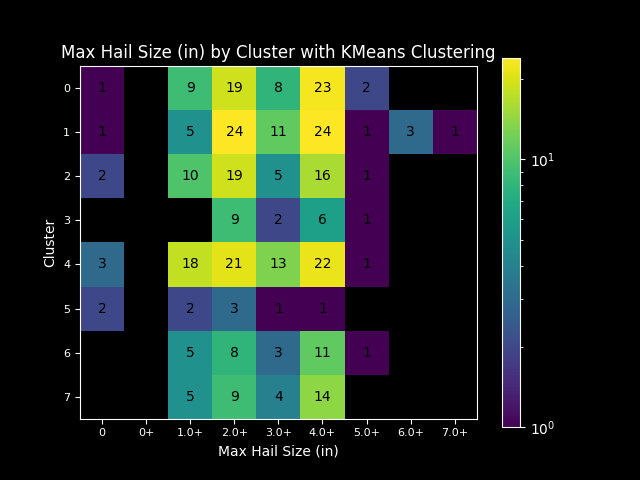 Max Hail Size (in) by Cluster with KMeans Clustering
0 1 9 19 8 23 2
1 1 5 24 11 24 1 3 1
2 2 10 19 5 16 1
3 9 2 6 1
4 3 18 21 13 22 1
5 2 2 3 1 1
6 5 8 3 11 1
7 5 9 4 14
0 0+ 1.0+ 2.0+ 3.0+ 4.0+ 5.0+ 6.0+ 7.0+
Max Hail Size (in)
Cluster
10¹
10⁰